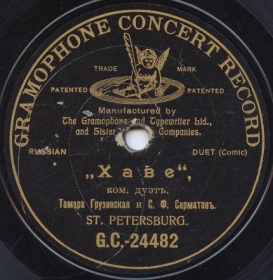 GRAMOPHONE CONCERT RECORD
TRADE MARK
PATENTED PATENTED
Manufactured by
The Gramophone and Typewriter Ltd.,
and Sister Companies.
RUSSIAN DUET (Comic)
„Хаве“,
ком. дуэтъ,
Тамара Грузинская и С. Ф. Сарматовъ.
ST. PETERSBURG.
G.C.-24482